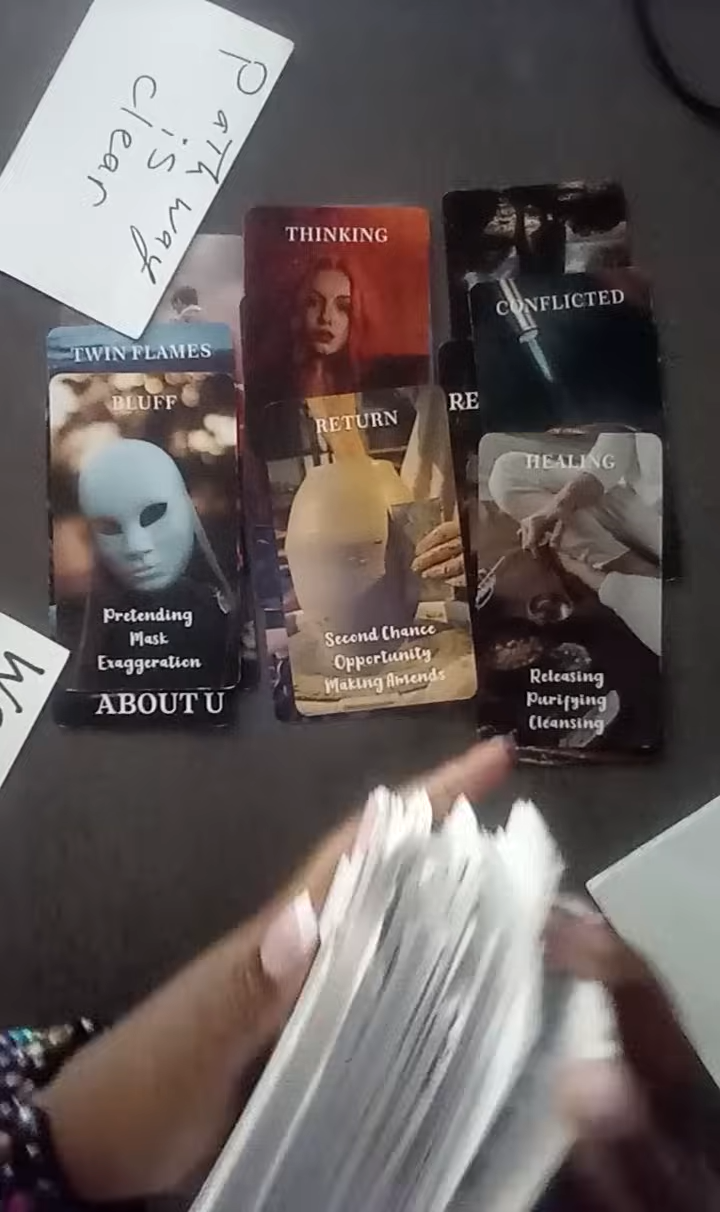 PaTh way
is
clear
THINKING
CONFLICTED
TWIN FLAMES
BLUFF
RE
RETURN
HEALING
Pretending
Mask
Exaggeration
Second Chance
Opportunity
Making Amends
Releasing
Purifying
Cleansing
ABOUT U